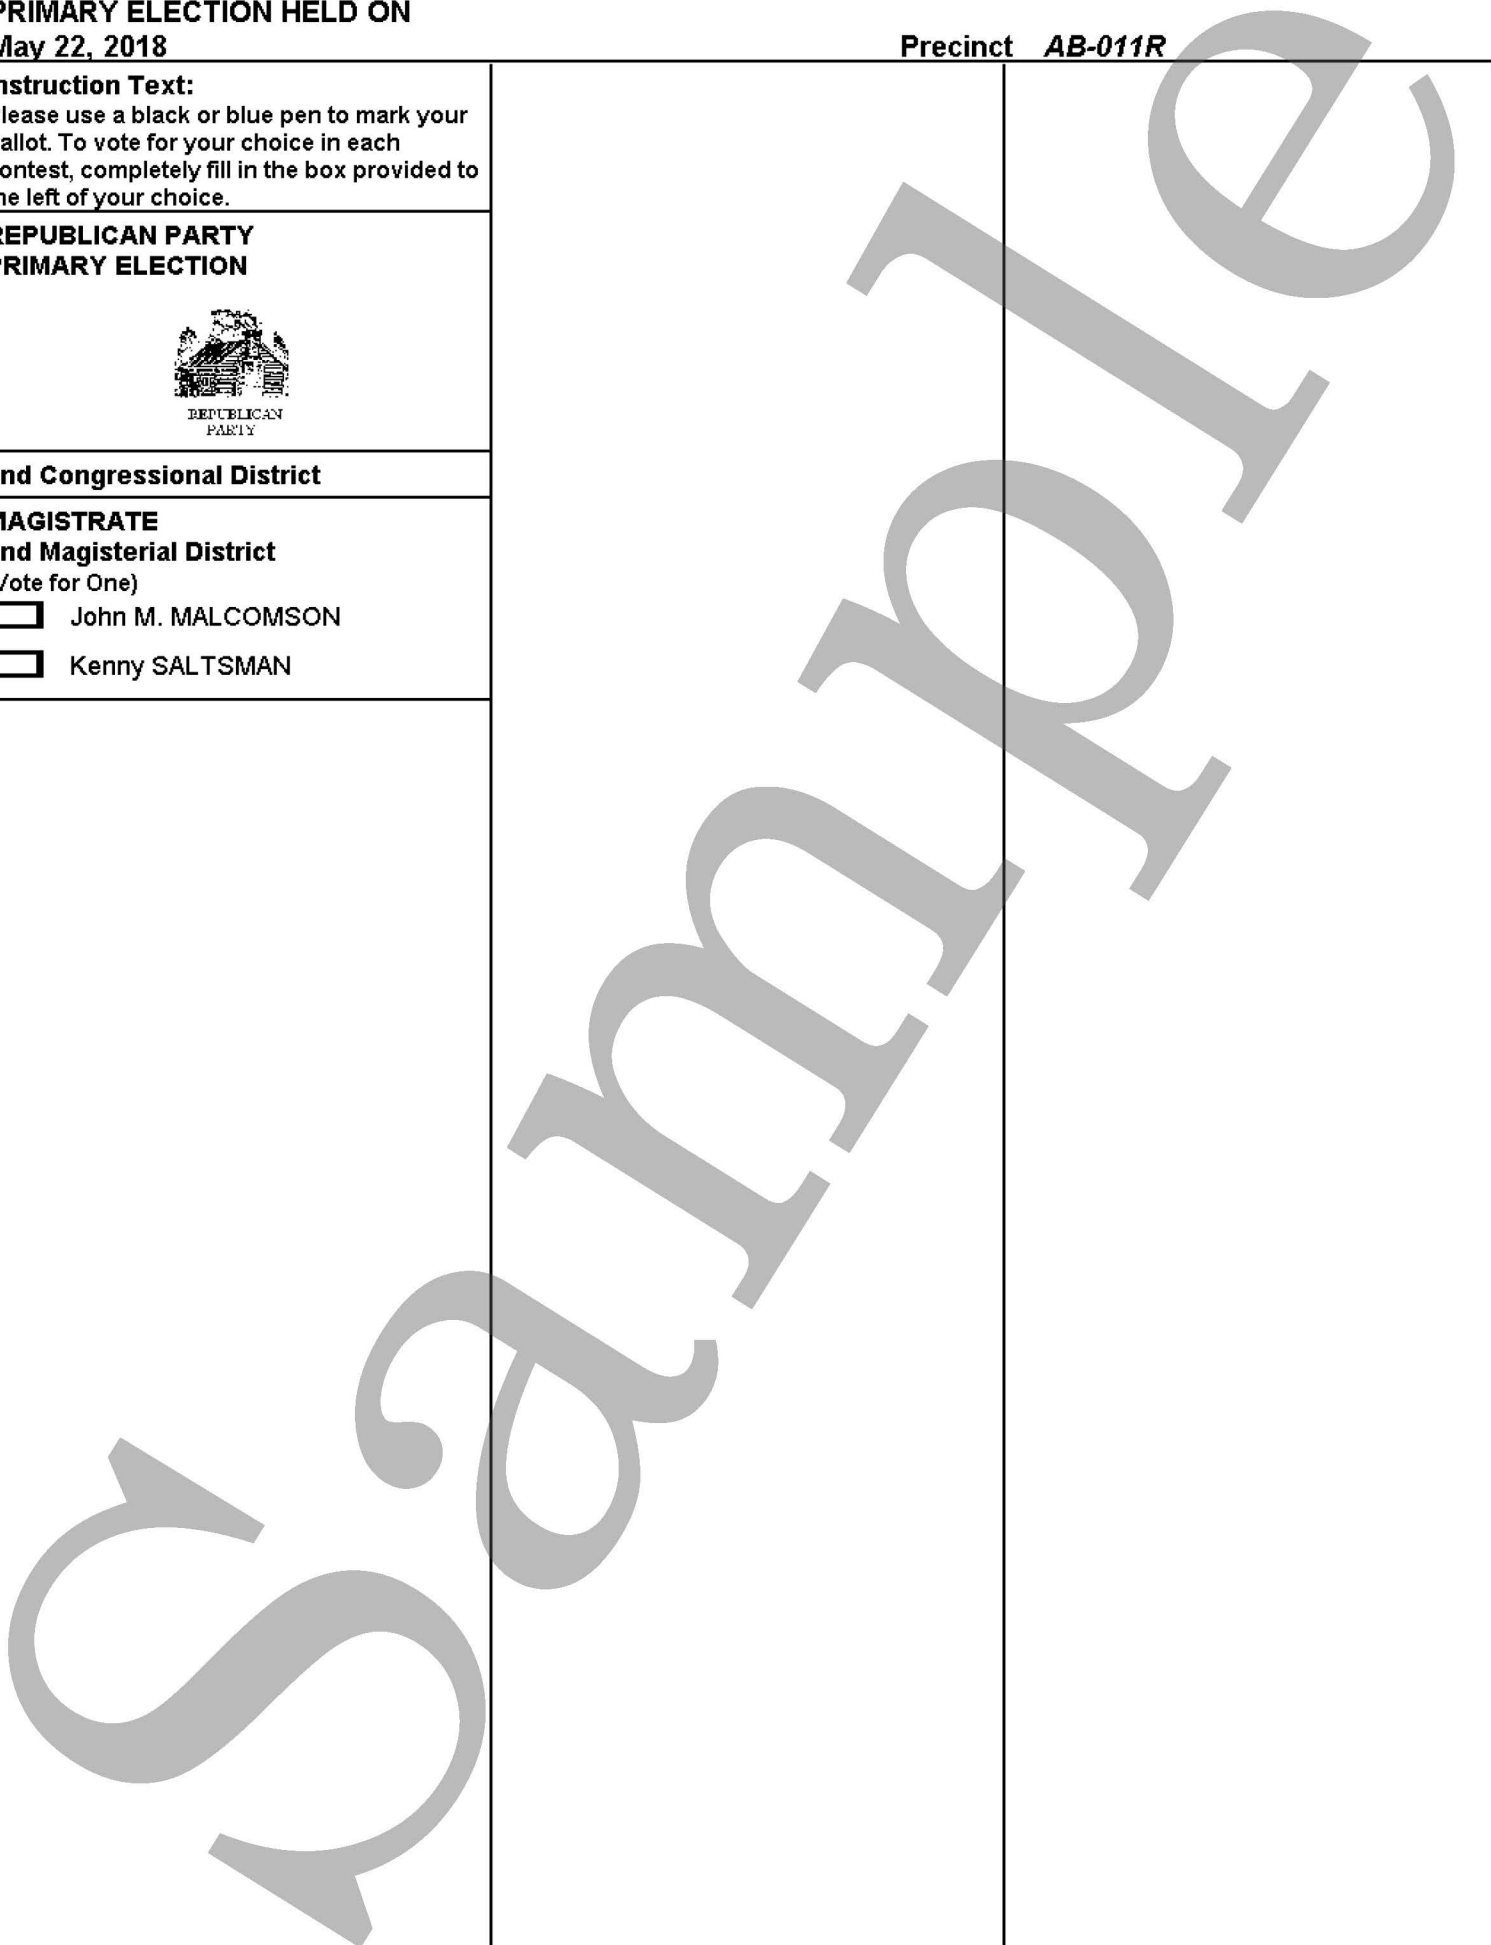 PRIMARY ELECTION HELD ON
May 22, 2018 Precinct AB-011R
nstruction Text:
lease use a black or blue pen to mark your
allot. To vote for your choice in each
ontest, completely fill in the box provided to
he left of your choice.
REPUBLICAN PARTY
PRIMARY ELECTION
REPUBLICAN
PARTY
nd Congressional District
MAGISTRATE
nd Magisterial District
Vote for One)
John M. MALCOMSON
Kenny SALTSMAN
Sample